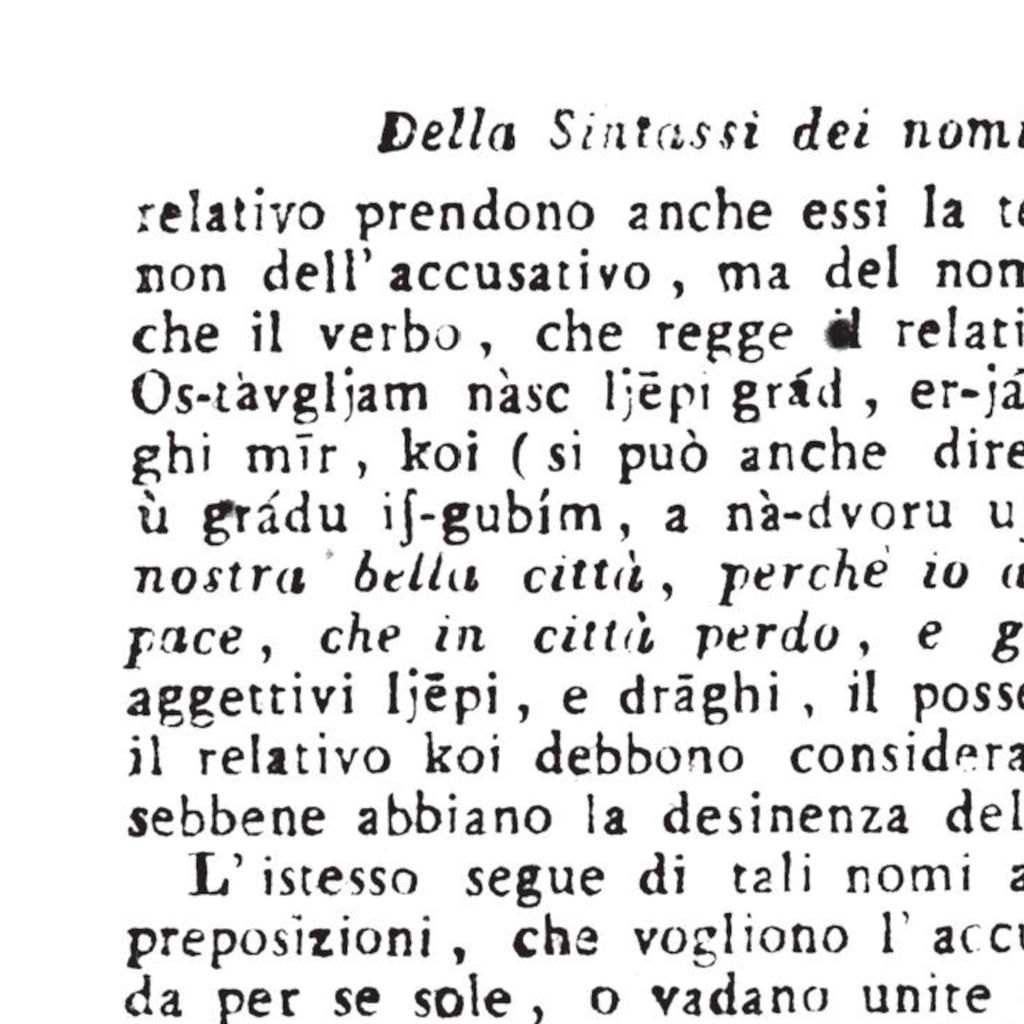 Della Sintassi dei nomi
relativo prendono anche essi la te
non dell' accusativo, ma del nom
che il verbo, che regge il relati
Os-tàvgljam nàsc ljēpi grád, er-já
ghi mīr, koi ( si può anche dire
ù grádu iſ-gubím, a nà-dvoru u
nostra bella città, perchè io a
pace, che in città perdo, e g
aggettivi ljēpi, e drāghi, il posse
il relativo koi debbono considera
sebbene abbiano la desinenza del
L' istesso segue di tali nomi a
preposizioni, che vogliono l' accu
da per se sole, o vadano unite